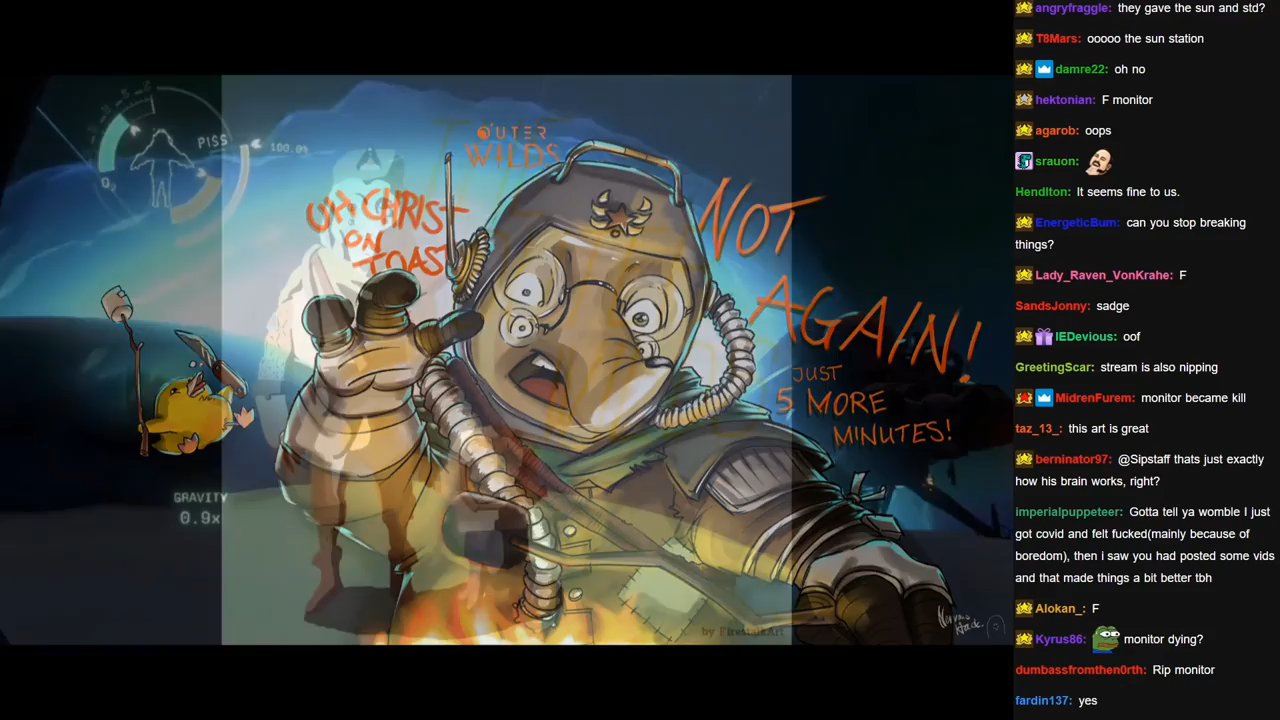 PISS
100.0%
O₂
OUTER
WILDS
UH CHRIST
ON
TOAST
NOT
AGAIN!
JUST
5 MORE
MINUTES!
GRAVITY
0.9x
by FirestalkArt
angryfraggle: they gave the sun and std?
T8Mars: ooooo the sun station
damre22: oh no
hektonian: F monitor
agarob: oops
srauon:
Hendlton: It seems fine to us.
EnergeticBum: can you stop breaking
things?
Lady_Raven_VonKrahe: F
SandsJonny: sadge
IEDevious: oof
GreetingScar: stream is also nipping
MidrenFurem: monitor became kill
taz_13_: this art is great
berninator97: @Sipstaff thats just exactly
how his brain works, right?
imperialpuppeteer: Gotta tell ya womble I just
got covid and felt fucked(mainly because of
boredom), then i saw you had posted some vids
and that made things a bit better tbh
Alokan_: F
Kyrus86: monitor dying?
dumbassfromthen0rth: Rip monitor
fardin137: yes